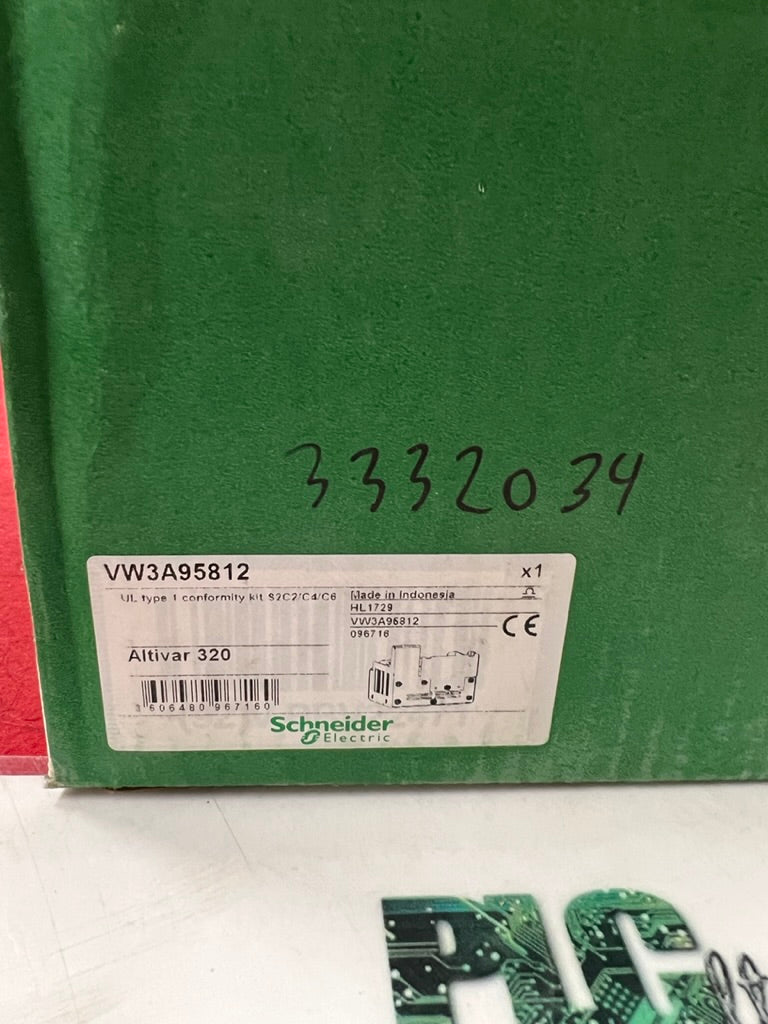 3332034
VW3A95812 x1
UL type 1 conformity kit S2C2/C4/C6
Made in Indonesia
HL1729
VW3A95812
096716
CE
Altivar 320
3 606480 967160
Schneider
Electric
PLC